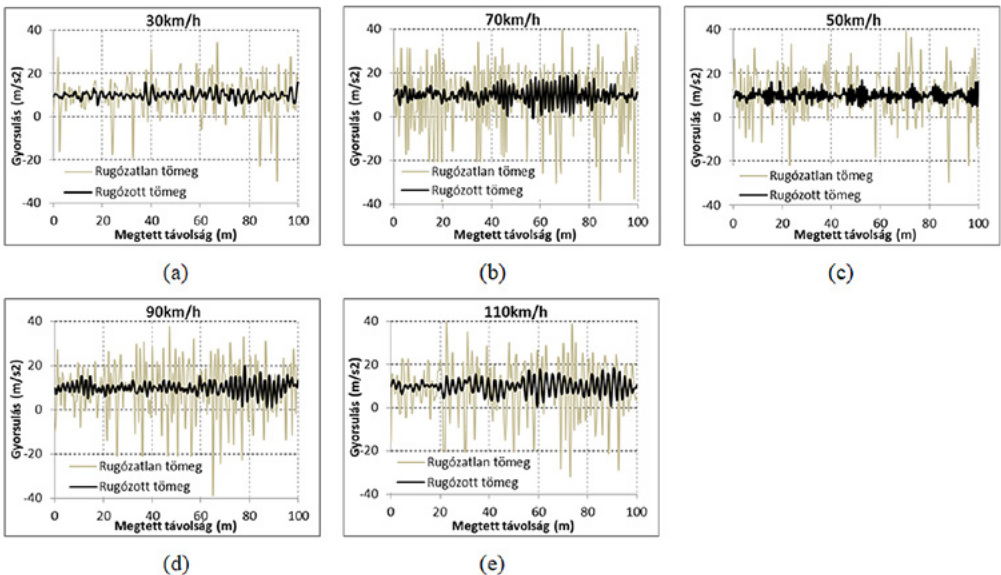 30km/h
40
20
0
-20
-40
Gyorsulás (m/s2)
Rugózatlan tömeg
Rugózott tömeg
0 20 40 60 80 100
Megtett távolság (m)
(a)
70km/h
40
20
0
-20
-40
Gyorsulás (m/s2)
Rugózatlan tömeg
Rugózott tömeg
0 20 40 60 80 100
Megtett távolság (m)
(b)
50km/h
40
20
0
-20
-40
Gyorsulás (m/s2)
Rugózatlan tömeg
Rugózott tömeg
0 20 40 60 80 100
Megtett távolság (m)
(c)
90km/h
40
20
0
-20
-40
Gyorsulás (m/s2)
Rugózatlan tömeg
Rugózott tömeg
0 20 40 60 80 100
Megtett távolság (m)
(d)
110km/h
40
20
0
-20
-40
Gyorsulás (m/s2)
Rugózatlan tömeg
Rugózott tömeg
0 20 40 60 80 100
Megtett távolság (m)
(e)